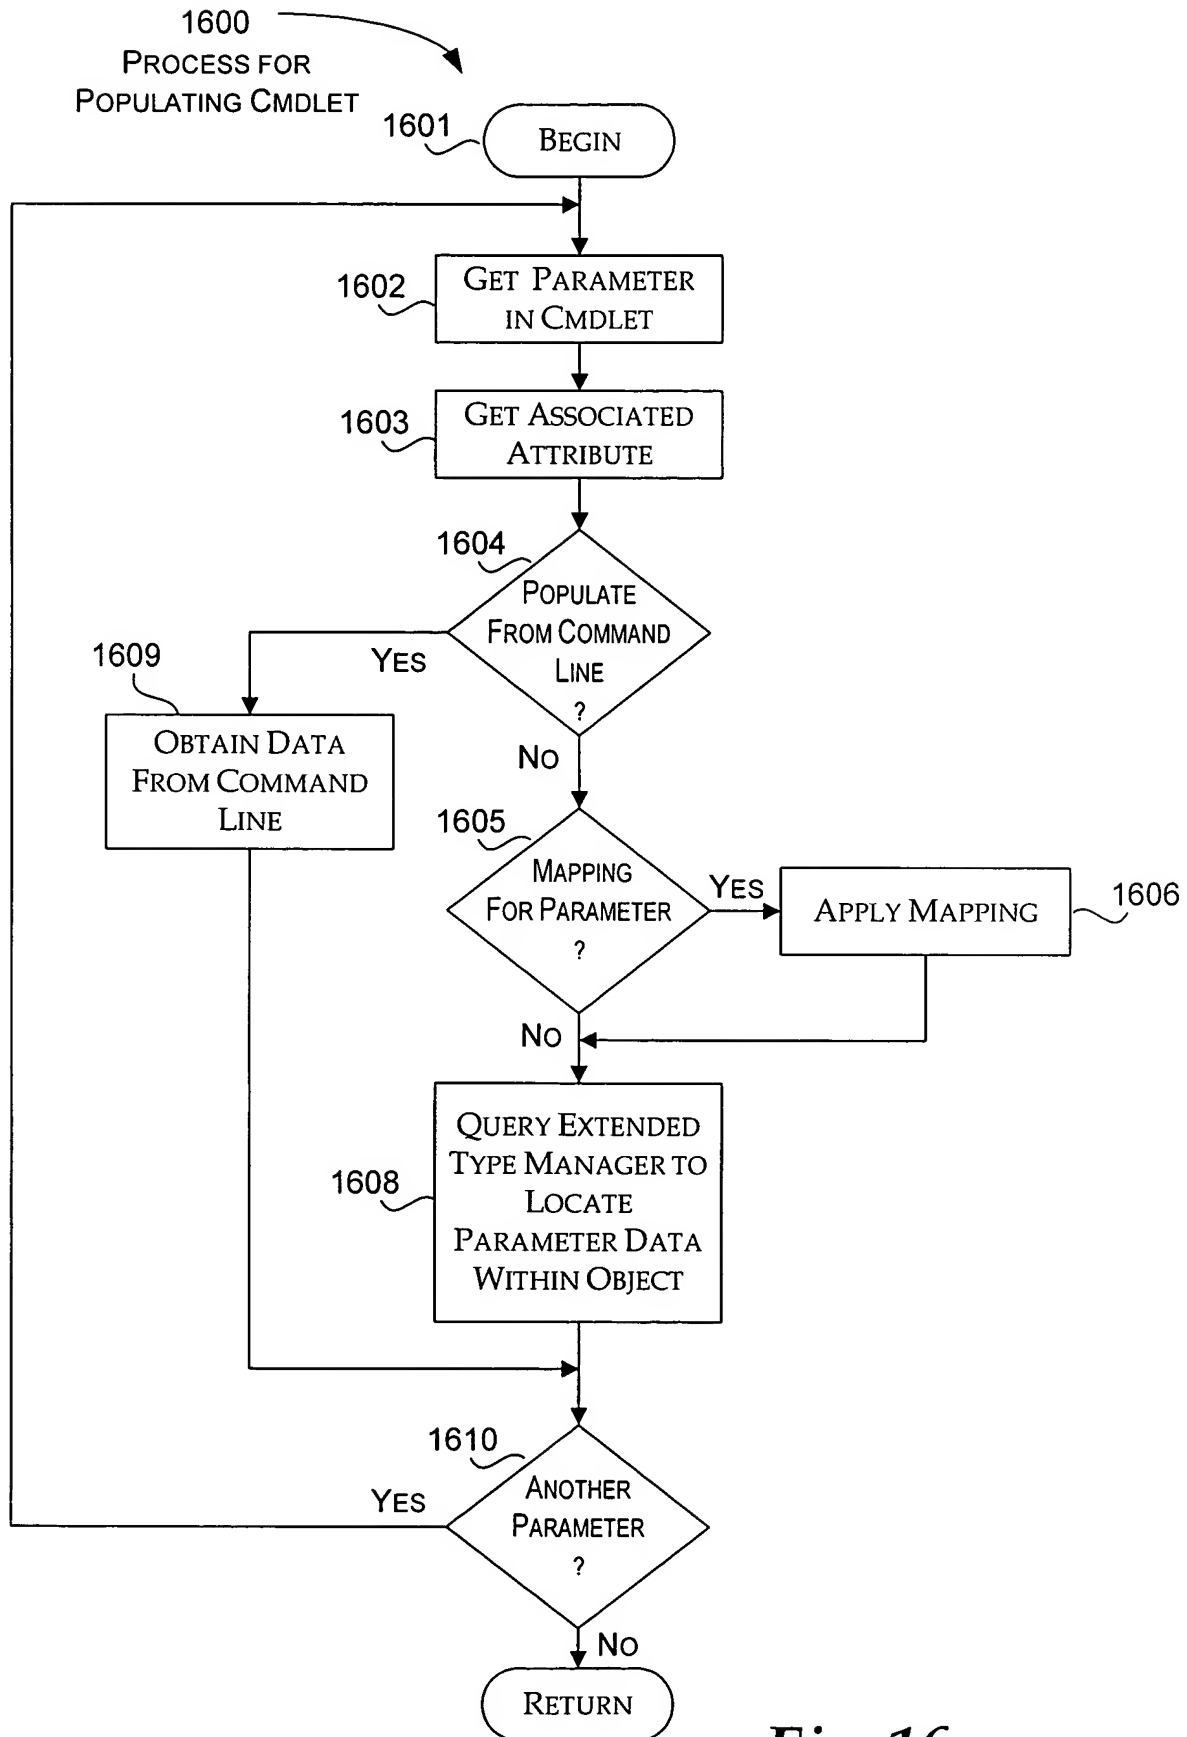 1600
PROCESS FOR
POPULATING CMDLET
1601
BEGIN
1602
GET PARAMETER
IN CMDLET
1603
GET ASSOCIATED
ATTRIBUTE
1604
POPULATE
FROM COMMAND
LINE
?
YES
NO
1609
OBTAIN DATA
FROM COMMAND
LINE
1605
MAPPING
FOR PARAMETER
?
YES
NO
APPLY MAPPING
1606
1608
QUERY EXTENDED
TYPE MANAGER TO
LOCATE
PARAMETER DATA
WITHIN OBJECT
1610
ANOTHER
PARAMETER
?
YES
NO
RETURN
Fig. 16